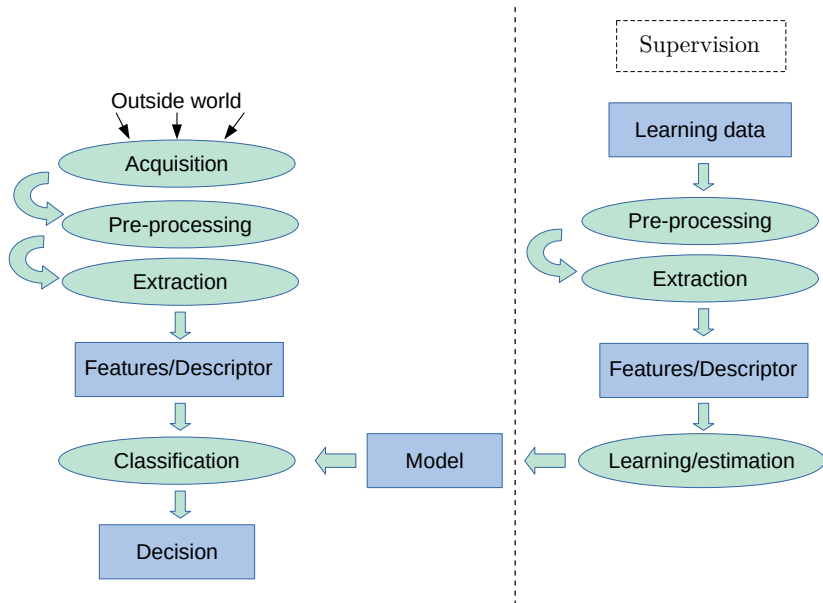 Outside world
Acquisition
Pre-processing
Extraction
Features/Descriptor
Classification
Decision
Model
Supervision
Learning data
Pre-processing
Extraction
Features/Descriptor
Learning/estimation